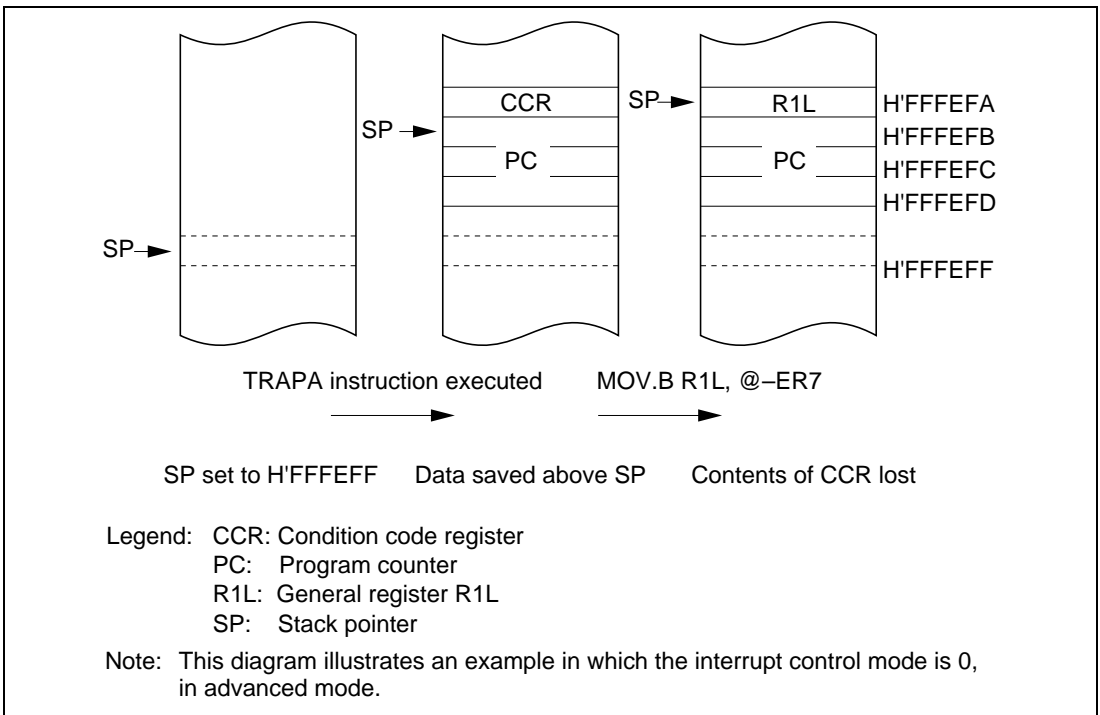 CCR
SP
R1L
H'FFFEFA
SP
H'FFFEFB
PC
PC
H'FFFEFC
H'FFFEFD
SP
H'FFFEFF
TRAPA instruction executed
MOV.B R1L, @–ER7
SP set to H'FFFEFF
Data saved above SP
Contents of CCR lost
Legend: CCR: Condition code register
PC: Program counter
R1L: General register R1L
SP: Stack pointer
Note: This diagram illustrates an example in which the interrupt control mode is 0,
in advanced mode.